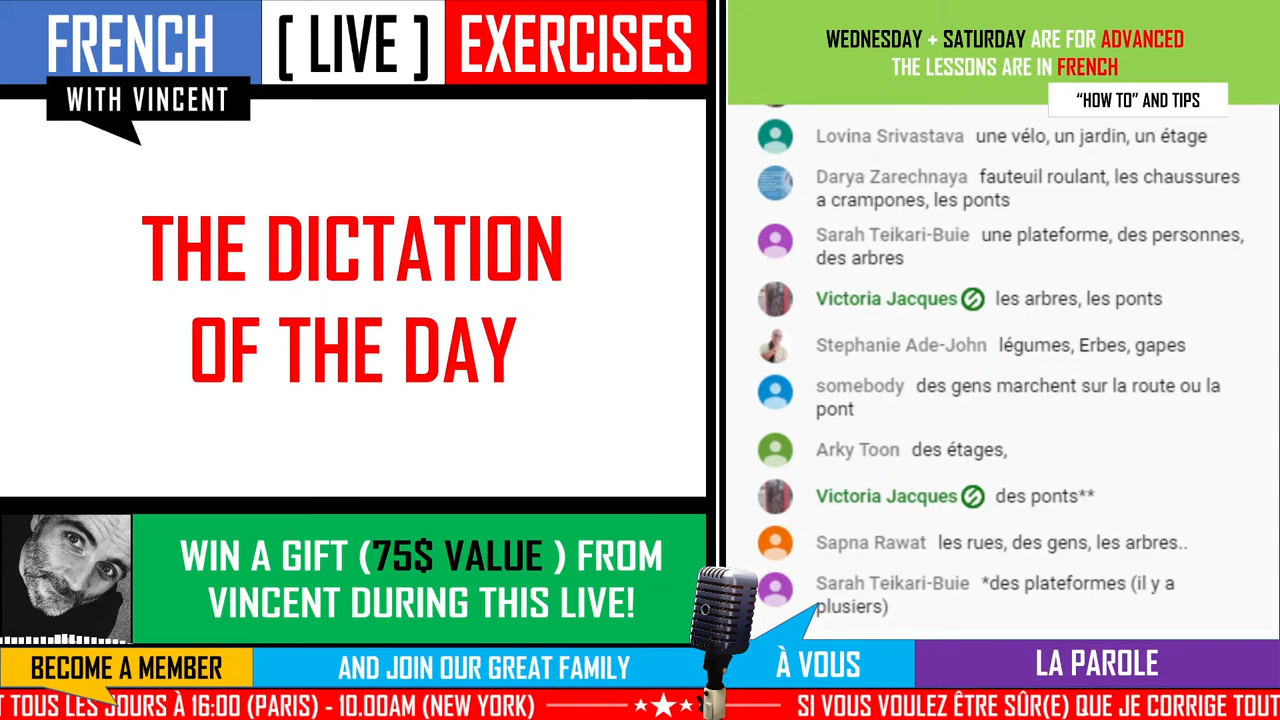 FRENCH [ LIVE ] EXERCISES
WITH VINCENT
THE DICTATION
OF THE DAY
WIN A GIFT (75$ VALUE ) FROM
VINCENT DURING THIS LIVE!
BECOME A MEMBER
AND JOIN OUR GREAT FAMILY
WEDNESDAY + SATURDAY ARE FOR ADVANCED
THE LESSONS ARE IN FRENCH
“HOW TO” AND TIPS
Lovina Srivastava une vélo, un jardin, un étage
Darya Zarechnaya fauteuil roulant, les chaussures
a crampones, les ponts
Sarah Teikari-Buie une plateforme, des personnes,
des arbres
Victoria Jacques les arbres, les ponts
Stephanie Ade-John légumes, Erbes, gapes
somebody des gens marchent sur la route ou la
pont
Arky Toon des étages,
Victoria Jacques des ponts**
Sapna Rawat les rues, des gens, les arbres..
Sarah Teikari-Buie *des plateformes (il y a
plusiers)
À VOUS
LA PAROLE
T TOUS LES JOURS À 16:00 (PARIS) - 10.00AM (NEW YORK)
SI VOUS VOULEZ ÊTRE SÛR(E) QUE JE CORRIGE TOUT